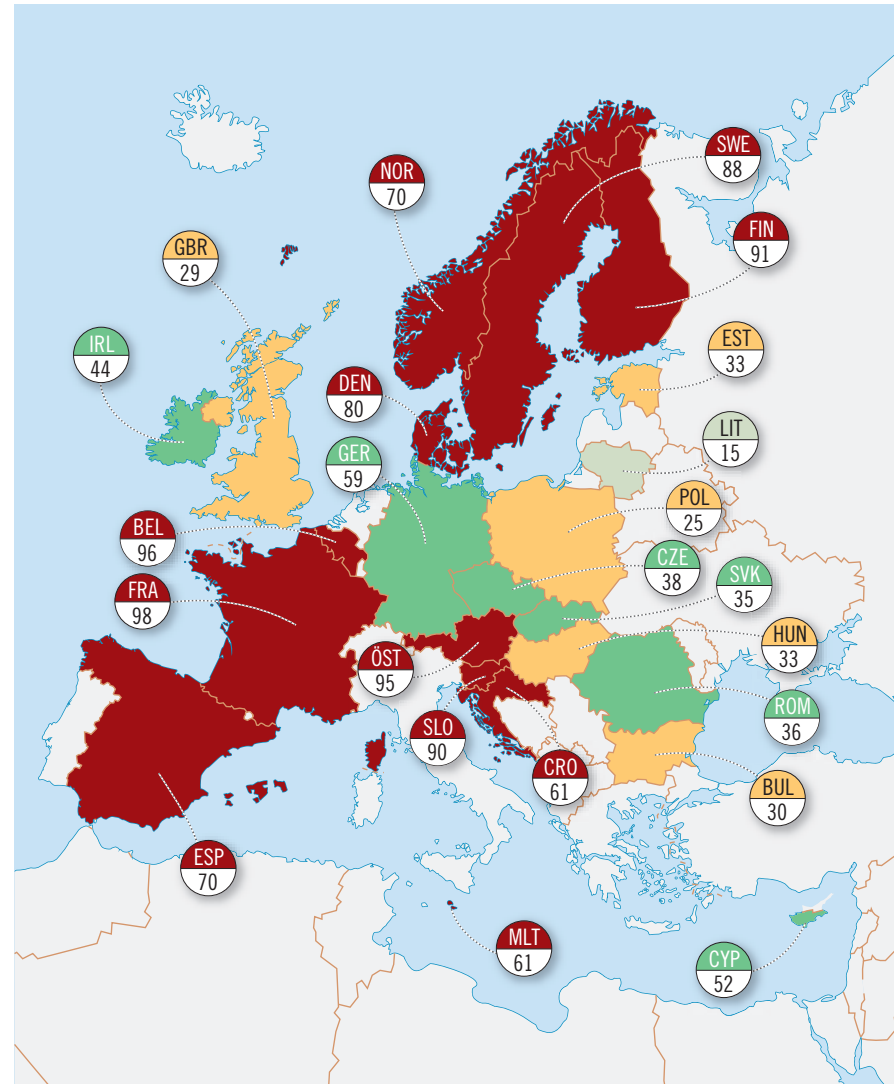 SWE
88
NOR
70
FIN
91
GBR
29
IRL
44
EST
33
DEN
80
LIT
15
GER
59
POL
25
BEL
96
CZE
38
SVK
35
FRA
98
HUN
33
ÖST
95
ROM
36
SLO
90
CRO
61
BUL
30
ESP
70
MLT
61
CYP
52